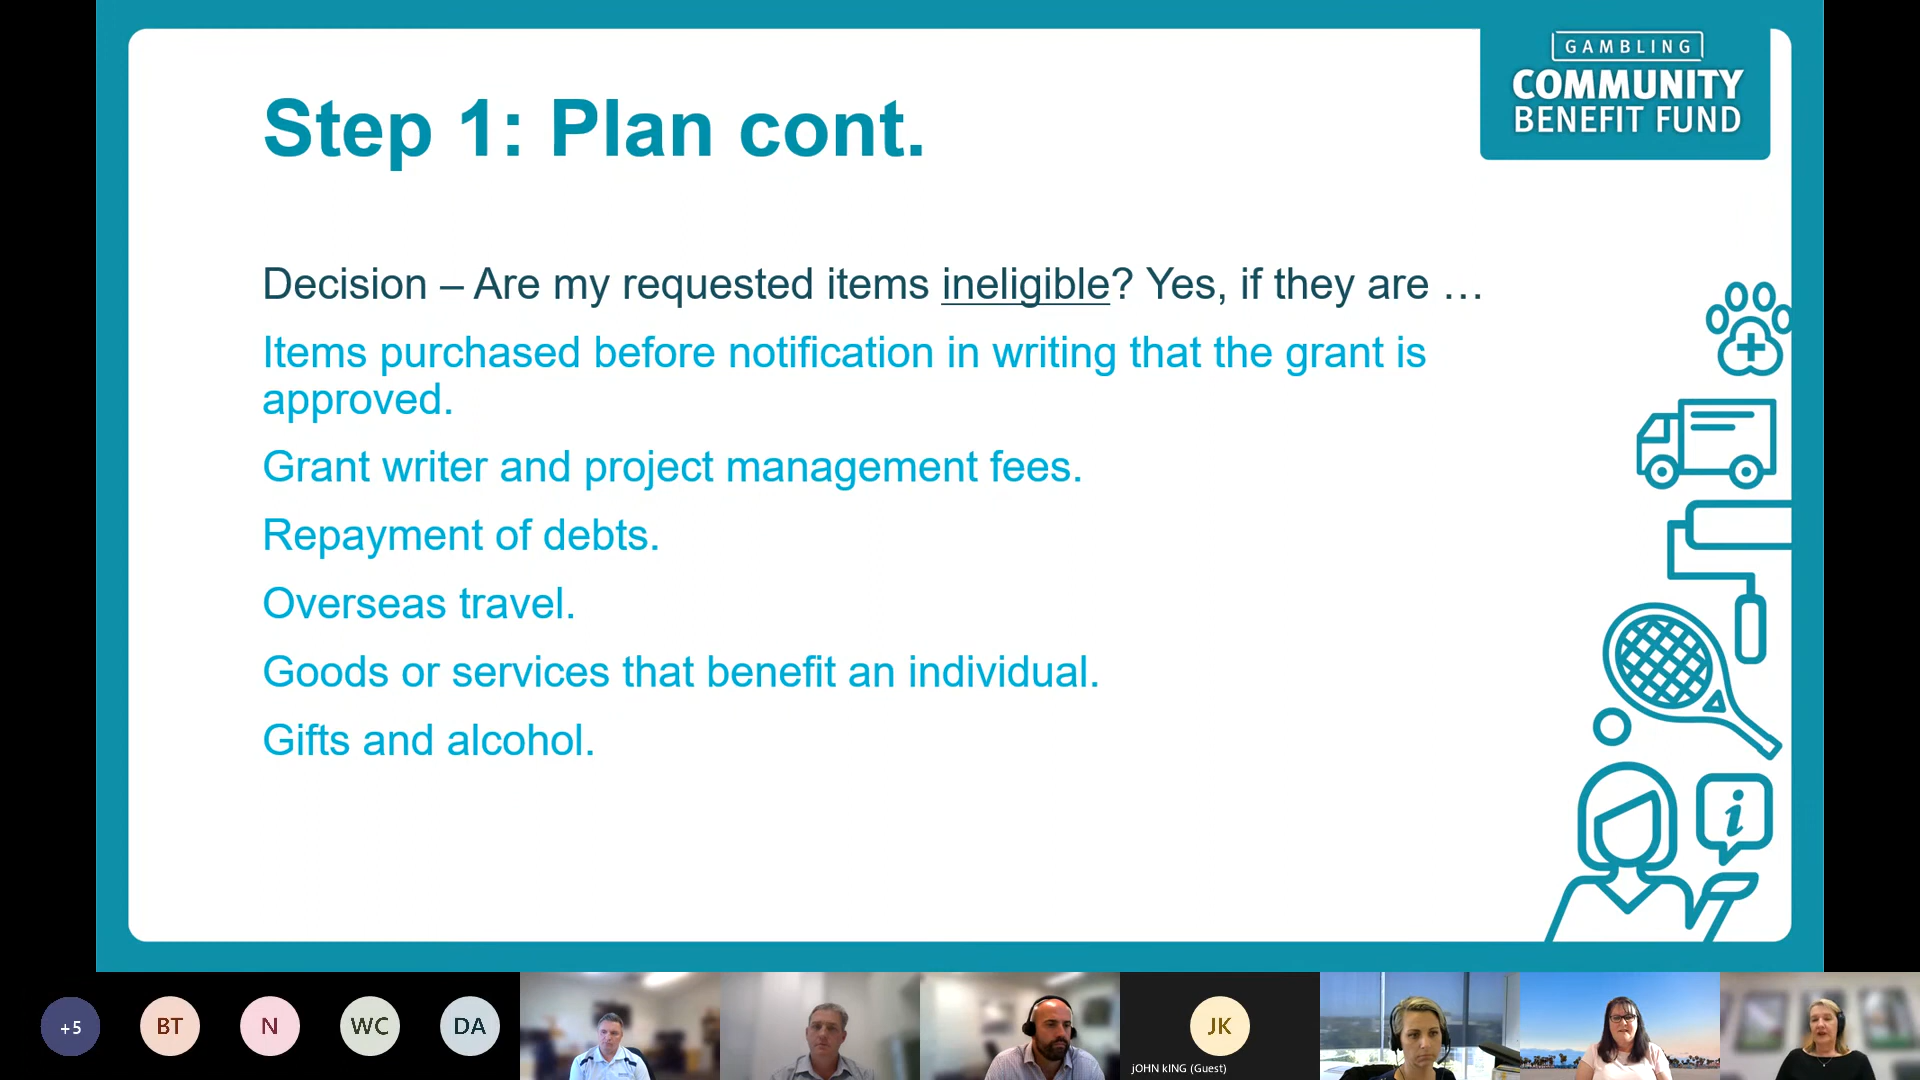 GAMBLING
COMMUNITY
BENEFIT FUND
Step 1: Plan cont.
Decision – Are my requested items ineligible? Yes, if they are …
Items purchased before notification in writing that the grant is
approved.
Grant writer and project management fees.
Repayment of debts.
Overseas travel.
Goods or services that benefit an individual.
Gifts and alcohol.
i
+5
BT
N
WC
DA
JK
jOHN kING (Guest)